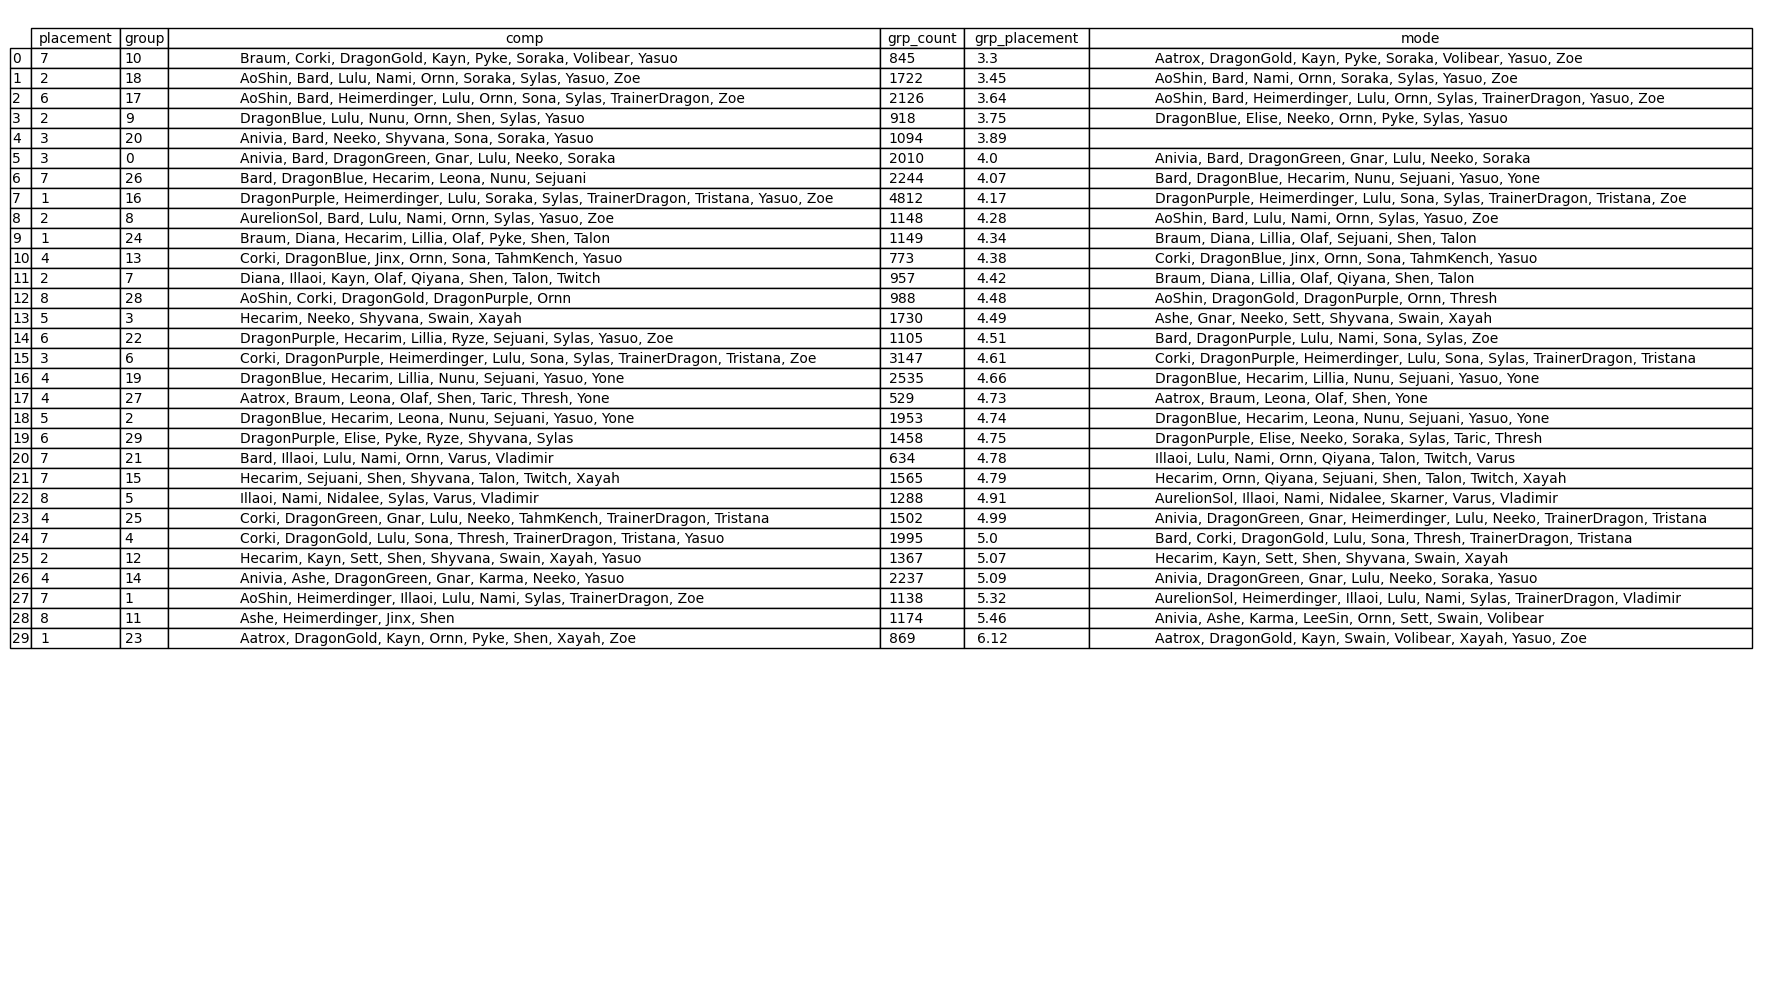 placement group comp grp_count grp_placement mode
0 7 10 Braum, Corki, DragonGold, Kayn, Pyke, Soraka, Volibear, Yasuo 845 3.3 Aatrox, DragonGold, Kayn, Pyke, Soraka, Volibear, Yasuo, Zoe
1 2 18 AoShin, Bard, Lulu, Nami, Ornn, Soraka, Sylas, Yasuo, Zoe 1722 3.45 AoShin, Bard, Nami, Ornn, Soraka, Sylas, Yasuo, Zoe
2 6 17 AoShin, Bard, Heimerdinger, Lulu, Ornn, Sona, Sylas, TrainerDragon, Zoe 2126 3.64 AoShin, Bard, Heimerdinger, Lulu, Ornn, Sylas, TrainerDragon, Yasuo, Zoe
3 2 9 DragonBlue, Lulu, Nunu, Ornn, Shen, Sylas, Yasuo 918 3.75 DragonBlue, Elise, Neeko, Ornn, Pyke, Sylas, Yasuo
4 3 20 Anivia, Bard, Neeko, Shyvana, Sona, Soraka, Yasuo 1094 3.89
5 3 0 Anivia, Bard, DragonGreen, Gnar, Lulu, Neeko, Soraka 2010 4.0 Anivia, Bard, DragonGreen, Gnar, Lulu, Neeko, Soraka
6 7 26 Bard, DragonBlue, Hecarim, Leona, Nunu, Sejuani 2244 4.07 Bard, DragonBlue, Hecarim, Nunu, Sejuani, Yasuo, Yone
7 1 16 DragonPurple, Heimerdinger, Lulu, Soraka, Sylas, TrainerDragon, Tristana, Yasuo, Zoe 4812 4.17 DragonPurple, Heimerdinger, Lulu, Sona, Sylas, TrainerDragon, Tristana, Zoe
8 2 8 AurelionSol, Bard, Lulu, Nami, Ornn, Sylas, Yasuo, Zoe 1148 4.28 AoShin, Bard, Lulu, Nami, Ornn, Sylas, Yasuo, Zoe
9 1 24 Braum, Diana, Hecarim, Lillia, Olaf, Pyke, Shen, Talon 1149 4.34 Braum, Diana, Lillia, Olaf, Sejuani, Shen, Talon
10 4 13 Corki, DragonBlue, Jinx, Ornn, Sona, TahmKench, Yasuo 773 4.38 Corki, DragonBlue, Jinx, Ornn, Sona, TahmKench, Yasuo
11 2 7 Diana, Illaoi, Kayn, Olaf, Qiyana, Shen, Talon, Twitch 957 4.42 Braum, Diana, Lillia, Olaf, Qiyana, Shen, Talon
12 8 28 AoShin, Corki, DragonGold, DragonPurple, Ornn 988 4.48 AoShin, DragonGold, DragonPurple, Ornn, Thresh
13 5 3 Hecarim, Neeko, Shyvana, Swain, Xayah 1730 4.49 Ashe, Gnar, Neeko, Sett, Shyvana, Swain, Xayah
14 6 22 DragonPurple, Hecarim, Lillia, Ryze, Sejuani, Sylas, Yasuo, Zoe 1105 4.51 Bard, DragonPurple, Lulu, Nami, Sona, Sylas, Zoe
15 3 6 Corki, DragonPurple, Heimerdinger, Lulu, Sona, Sylas, TrainerDragon, Tristana, Zoe 3147 4.61 Corki, DragonPurple, Heimerdinger, Lulu, Sona, Sylas, TrainerDragon, Tristana
16 4 19 DragonBlue, Hecarim, Lillia, Nunu, Sejuani, Yasuo, Yone 2535 4.66 DragonBlue, Hecarim, Lillia, Nunu, Sejuani, Yasuo, Yone
17 4 27 Aatrox, Braum, Leona, Olaf, Shen, Taric, Thresh, Yone 529 4.73 Aatrox, Braum, Leona, Olaf, Shen, Yone
18 5 2 DragonBlue, Hecarim, Leona, Nunu, Sejuani, Yasuo, Yone 1953 4.74 DragonBlue, Hecarim, Leona, Nunu, Sejuani, Yasuo, Yone
19 6 29 DragonPurple, Elise, Pyke, Ryze, Shyvana, Sylas 1458 4.75 DragonPurple, Elise, Neeko, Soraka, Sylas, Taric, Thresh
20 7 21 Bard, Illaoi, Lulu, Nami, Ornn, Varus, Vladimir 634 4.78 Illaoi, Lulu, Nami, Ornn, Qiyana, Talon, Twitch, Varus
21 7 15 Hecarim, Sejuani, Shen, Shyvana, Talon, Twitch, Xayah 1565 4.79 Hecarim, Ornn, Qiyana, Sejuani, Shen, Talon, Twitch, Xayah
22 8 5 Illaoi, Nami, Nidalee, Sylas, Varus, Vladimir 1288 4.91 AurelionSol, Illaoi, Nami, Nidalee, Skarner, Varus, Vladimir
23 4 25 Corki, DragonGreen, Gnar, Lulu, Neeko, TahmKench, TrainerDragon, Tristana 1502 4.99 Anivia, DragonGreen, Gnar, Heimerdinger, Lulu, Neeko, TrainerDragon, Tristana
24 7 4 Corki, DragonGold, Lulu, Sona, Thresh, TrainerDragon, Tristana, Yasuo 1995 5.0 Bard, Corki, DragonGold, Lulu, Sona, Thresh, TrainerDragon, Tristana
25 2 12 Hecarim, Kayn, Sett, Shen, Shyvana, Swain, Xayah, Yasuo 1367 5.07 Hecarim, Kayn, Sett, Shen, Shyvana, Swain, Xayah
26 4 14 Anivia, Ashe, DragonGreen, Gnar, Karma, Neeko, Yasuo 2237 5.09 Anivia, DragonGreen, Gnar, Lulu, Neeko, Soraka, Yasuo
27 7 1 AoShin, Heimerdinger, Illaoi, Lulu, Nami, Sylas, TrainerDragon, Zoe 1138 5.32 AurelionSol, Heimerdinger, Illaoi, Lulu, Nami, Sylas, TrainerDragon, Vladimir
28 8 11 Ashe, Heimerdinger, Jinx, Shen 1174 5.46 Anivia, Ashe, Karma, LeeSin, Ornn, Sett, Swain, Volibear
29 1 23 Aatrox, DragonGold, Kayn, Ornn, Pyke, Shen, Xayah, Zoe 869 6.12 Aatrox, DragonGold, Kayn, Swain, Volibear, Xayah, Yasuo, Zoe